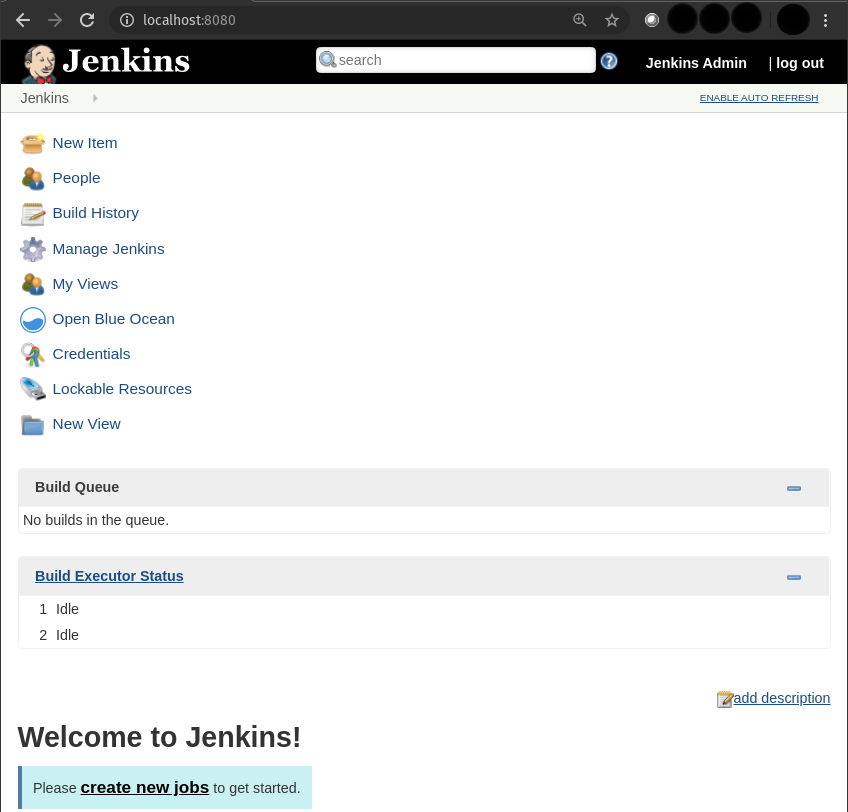 localhost:8080
Jenkins
search
Jenkins Admin | log out
Jenkins
ENABLE AUTO REFRESH
New Item
People
Build History
Manage Jenkins
My Views
Open Blue Ocean
Credentials
Lockable Resources
New View
Build Queue
No builds in the queue.
Build Executor Status
1 Idle
2 Idle
add description
Welcome to Jenkins!
Please create new jobs to get started.